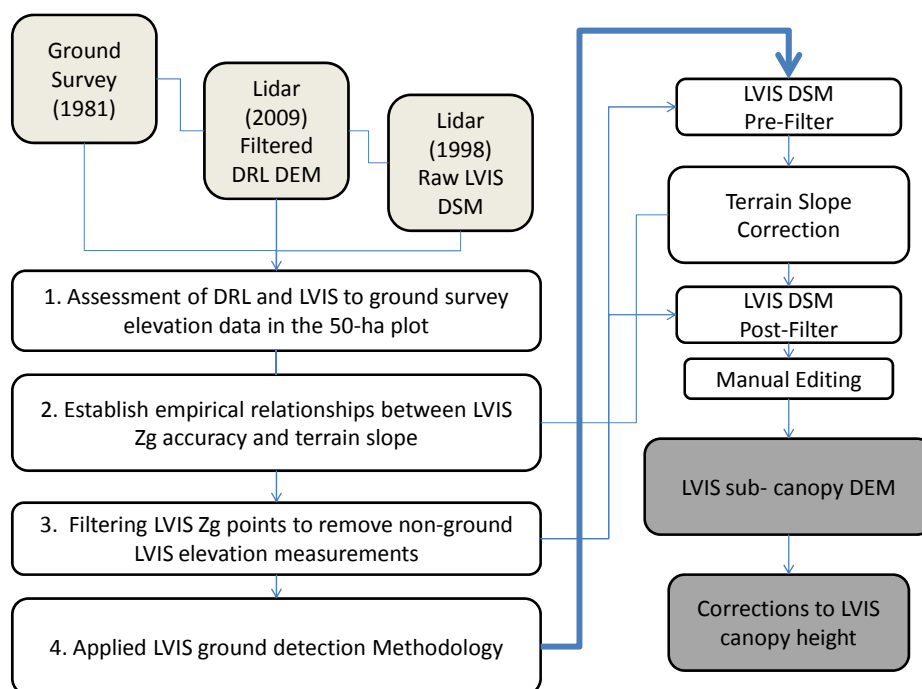 Ground
Survey
(1981)
Lidar
(2009)
Filtered
DRL DEM
Lidar
(1998)
Raw LVIS
DSM
1. Assessment of DRL and LVIS to ground survey
elevation data in the 50-ha plot
2. Establish empirical relationships between LVIS
Zg accuracy and terrain slope
3. Filtering LVIS Zg points to remove non-ground
LVIS elevation measurements
4. Applied LVIS ground detection Methodology
LVIS DSM
Pre-Filter
Terrain Slope
Correction
LVIS DSM
Post-Filter
Manual Editing
LVIS sub- canopy DEM
Corrections to LVIS
canopy height